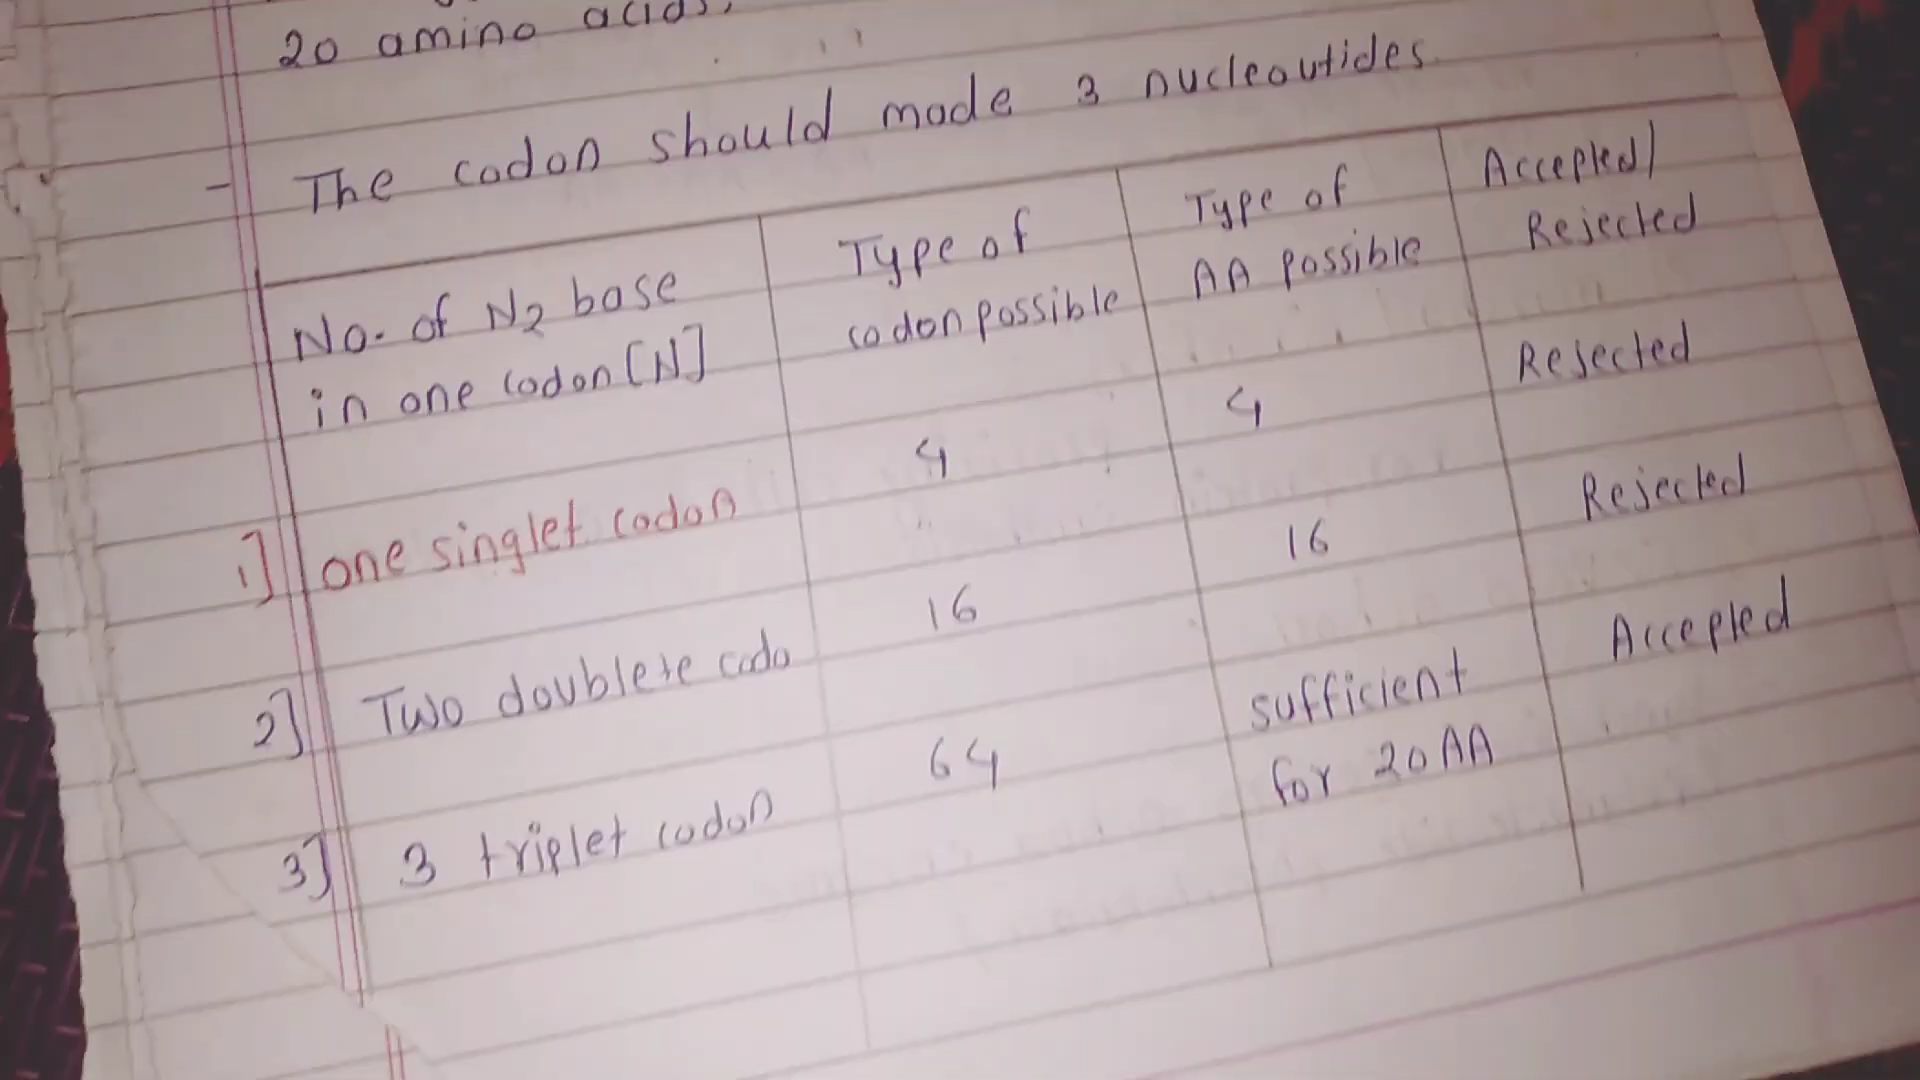 20 amino acids,
- The codon should made 3 nucleoutides
No. of N2 base in one codon [N]
Type of codon possible
Type of AA possible
Accepled/ Rejected
1] one singlet codon 4 4 Rejected
2] Two doublete codo 16 16 Rejected
3] 3 triplet codon 64 sufficient for 20 AA Accepled